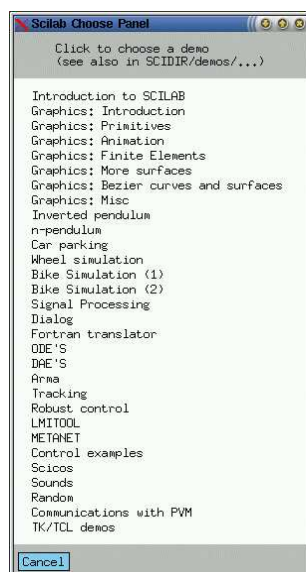 Scilab Choose Panel
Click to choose a demo
(see also in SCIDIR/demos/...)
Introduction to SCILAB
Graphics: Introduction
Graphics: Primitives
Graphics: Animation
Graphics: Finite Elements
Graphics: More surfaces
Graphics: Bezier curves and surfaces
Graphics: Misc
Inverted pendulum
n-pendulum
Car parking
Wheel simulation
Bike Simulation (1)
Bike Simulation (2)
Signal Processing
Dialog
Fortran translator
ODE'S
DAE'S
Arma
Tracking
Robust control
LMITOOL
METANET
Control examples
Scicos
Sounds
Random
Communications with PVM
TK/TCL demos
Cancel